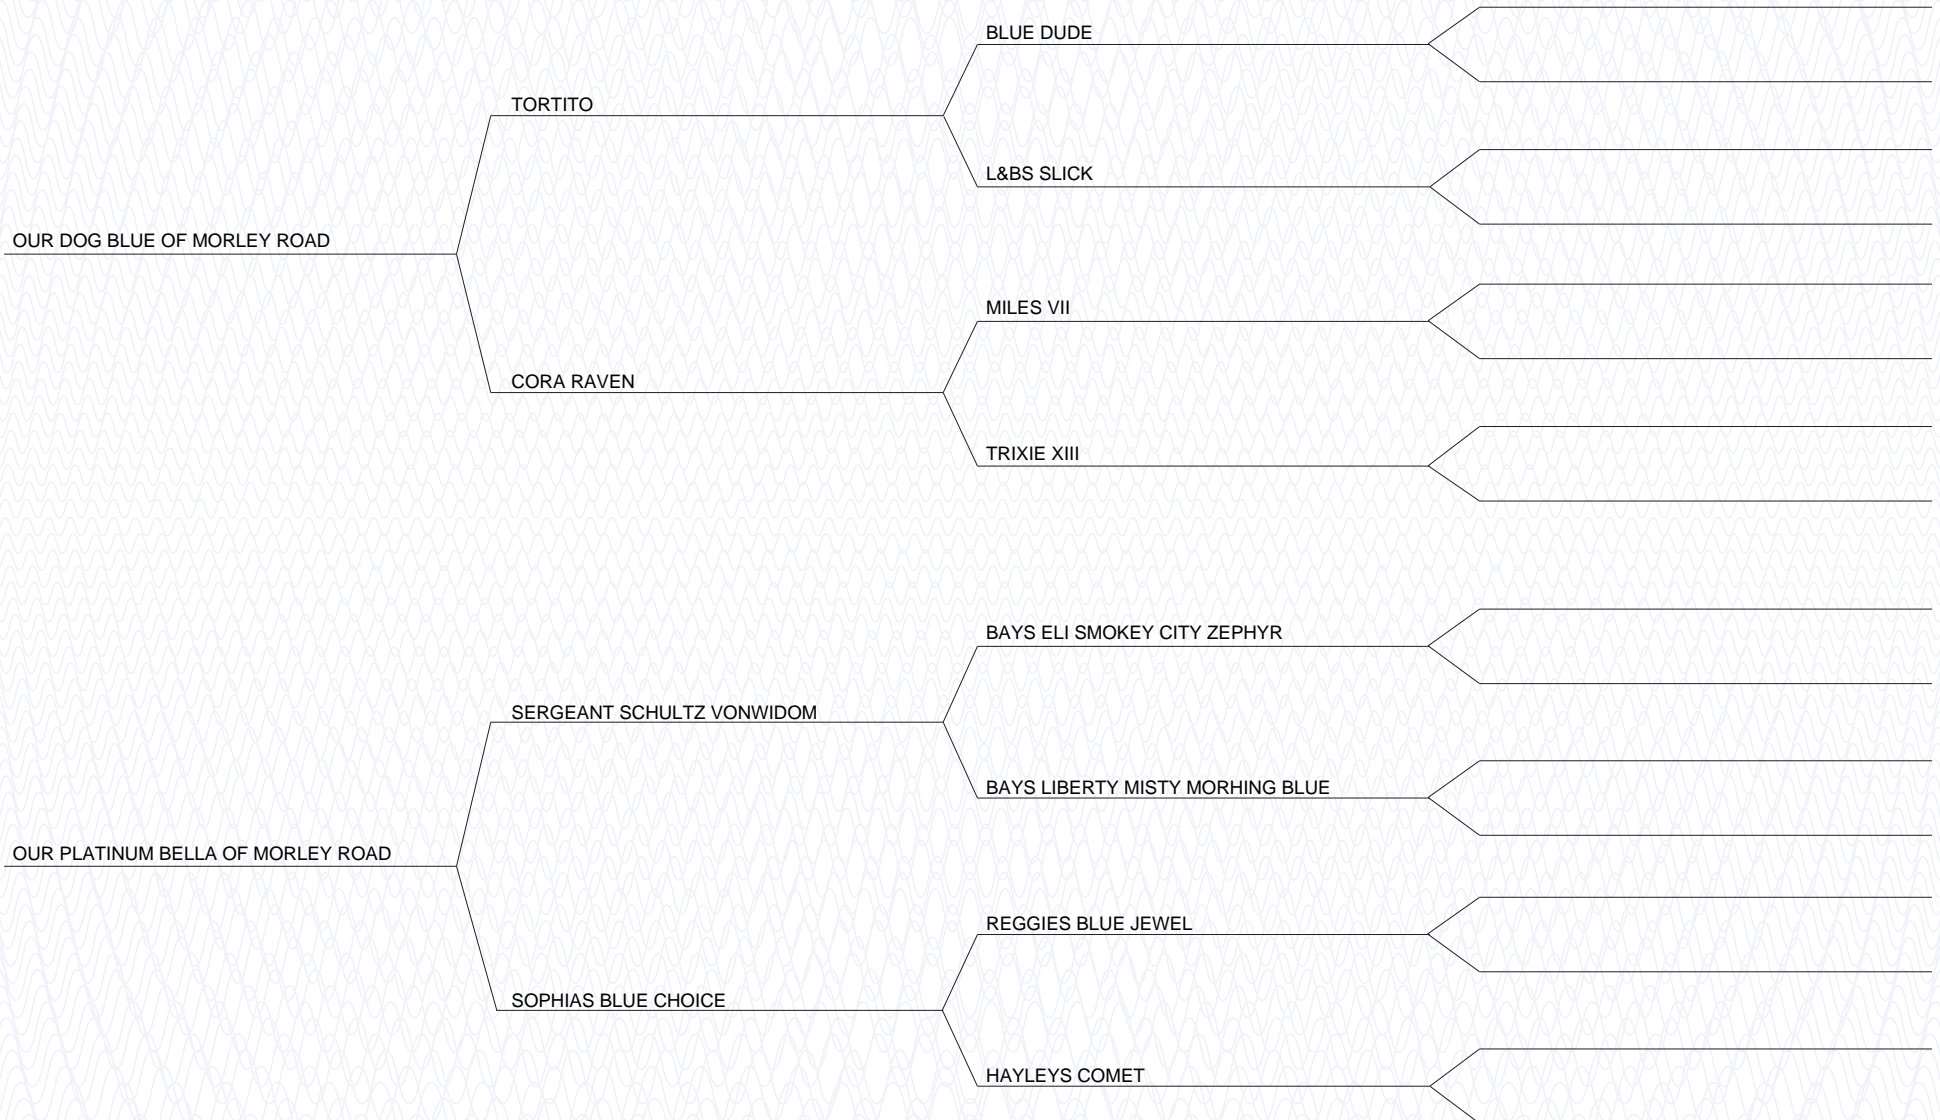 BLUE DUDE
TORTITO
L&BS SLICK
OUR DOG BLUE OF MORLEY ROAD
MILES VII
CORA RAVEN
TRIXIE XIII
BAYS ELI SMOKEY CITY ZEPHYR
SERGEANT SCHULTZ VONWIDOM
BAYS LIBERTY MISTY MORHING BLUE
OUR PLATINUM BELLA OF MORLEY ROAD
REGGIES BLUE JEWEL
SOPHIAS BLUE CHOICE
HAYLEYS COMET